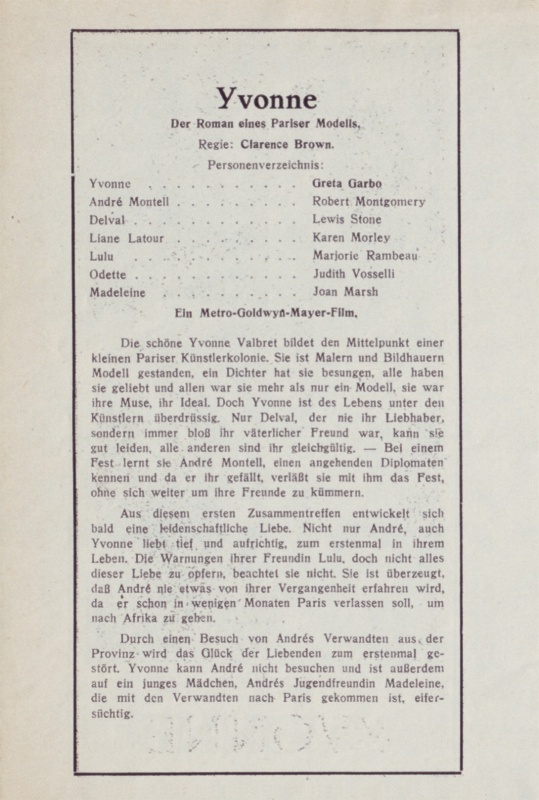 Yvonne
Der Roman eines Pariser Modells.
Regie: Clarence Brown.
Personenverzeichnis:
Yvonne . . . . . . . . . . . Greta Garbo
André Montell . . . . . . . . . Robert Montgomery
Delval . . . . . . . . . . . . Lewis Stone
Liane Latour . . . . . . . . . Karen Morley
Lulu . . . . . . . . . . . . Marjorie Rambeau
Odette . . . . . . . . . . . Judith Vosselli
Madeleine . . . . . . . . . . Joan Marsh
Ein Metro-Goldwyn-Mayer-Film.
Die schöne Yvonne Valbret bildet den Mittelpunkt einer
kleinen Pariser Künstlerkolonie. Sie ist Malern und Bildhauern
Modell gestanden, ein Dichter hat sie besungen, alle haben
sie geliebt und allen war sie mehr als nur ein Modell, sie war
ihre Muse, ihr Ideal. Doch Yvonne ist des Lebens unter den
Künstlern überdrüssig. Nur Delval, der nie ihr Liebhaber,
sondern immer bloß ihr väterlicher Freund war, kann sie
gut leiden, alle anderen sind ihr gleichgültig. — Bei einem
Fest lernt sie André Montell, einen angehenden Diplomaten
kennen und da er ihr gefällt, verläßt sie mit ihm das Fest,
ohne sich weiter um ihre Freunde zu kümmern.
Aus diesem ersten Zusammentreffen entwickelt sich
bald eine leidenschaftliche Liebe. Nicht nur André, auch
Yvonne liebt tief und aufrichtig, zum erstenmal in ihrem
Leben. Die Warnungen ihrer Freundin Lulu, doch nicht alles
dieser Liebe zu opfern, beachtet sie nicht. Sie ist überzeugt,
daß André nie etwas von ihrer Vergangenheit erfahren wird,
da er schon in wenigen Monaten Paris verlassen soll, um
nach Afrika zu gehen.
Durch einen Besuch von Andrés Verwandten aus der
Provinz wird das Glück der Liebenden zum erstenmal ge-
stört. Yvonne kann André nicht besuchen und ist außerdem
auf ein junges Mädchen, Andrés Jugendfreundin Madeleine,
die mit den Verwandten nach Paris gekommen ist, eifer-
süchtig.